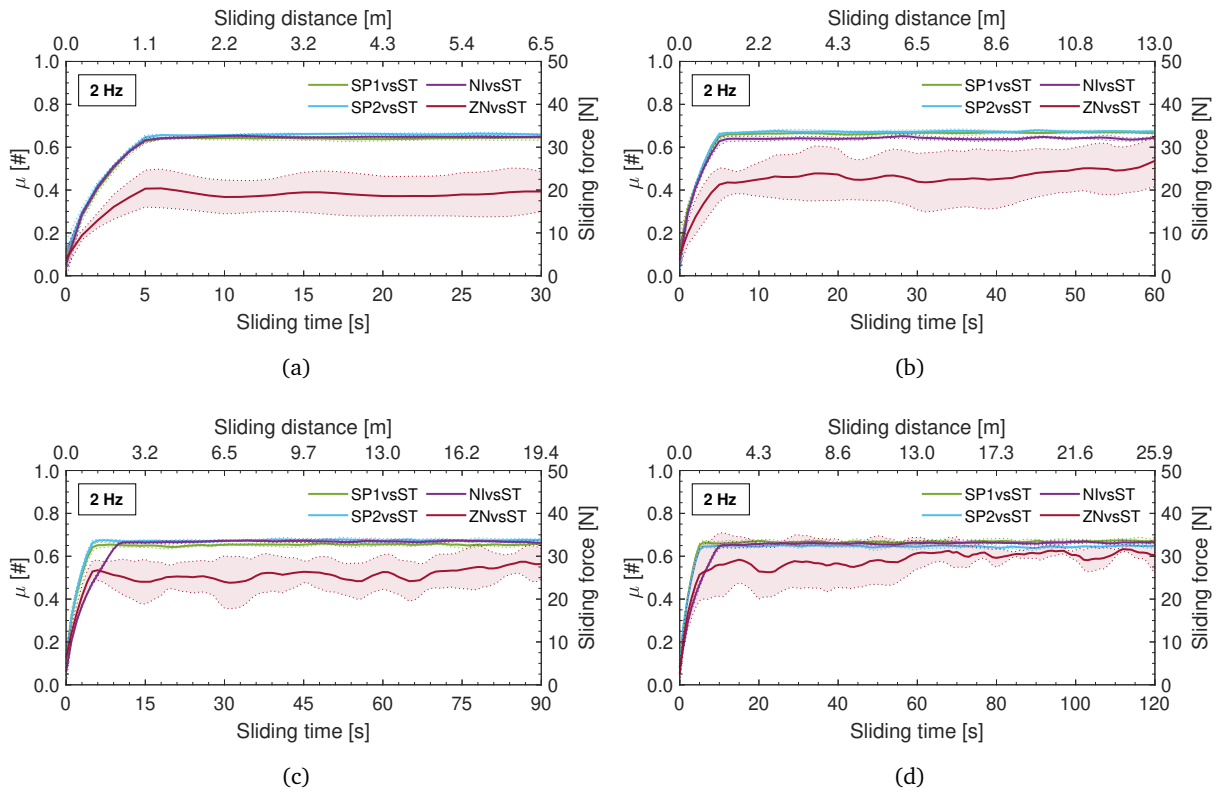 Sliding distance [m]
0.0 1.1 2.2 3.2 4.3 5.4 6.5
1.0 0.8 0.6 0.4 0.2 0.0
μ [#]
2 Hz
SP1vsST NIvsST
SP2vsST ZNvsST
50 40 30 20 10 0
Sliding force [N]
0 5 10 15 20 25 30
Sliding time [s]
(a)
Sliding distance [m]
0.0 2.2 4.3 6.5 8.6 10.8 13.0
1.0 0.8 0.6 0.4 0.2 0.0
μ [#]
2 Hz
SP1vsST NIvsST
SP2vsST ZNvsST
50 40 30 20 10 0
Sliding force [N]
0 10 20 30 40 50 60
Sliding time [s]
(b)
Sliding distance [m]
0.0 3.2 6.5 9.7 13.0 16.2 19.4
1.0 0.8 0.6 0.4 0.2 0.0
μ [#]
2 Hz
SP1vsST NIvsST
SP2vsST ZNvsST
50 40 30 20 10 0
Sliding force [N]
0 15 30 45 60 75 90
Sliding time [s]
(c)
Sliding distance [m]
0.0 4.3 8.6 13.0 17.3 21.6 25.9
1.0 0.8 0.6 0.4 0.2 0.0
μ [#]
2 Hz
SP1vsST NIvsST
SP2vsST ZNvsST
50 40 30 20 10 0
Sliding force [N]
0 20 40 60 80 100 120
Sliding time [s]
(d)